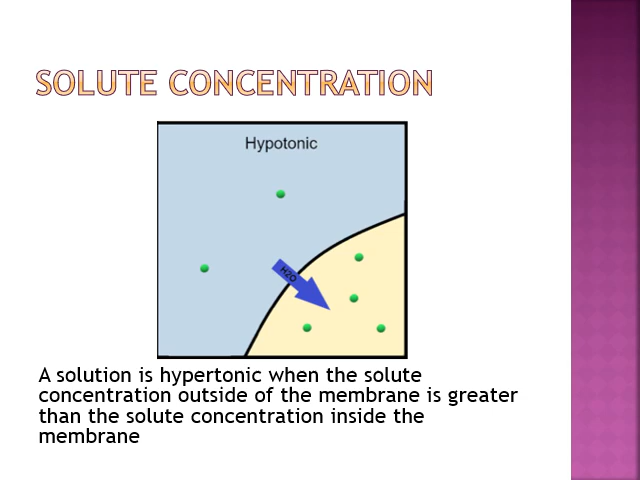 SOLUTE CONCENTRATION
Hypotonic
H2O
A solution is hypertonic when the solute
concentration outside of the membrane is greater
than the solute concentration inside the
membrane